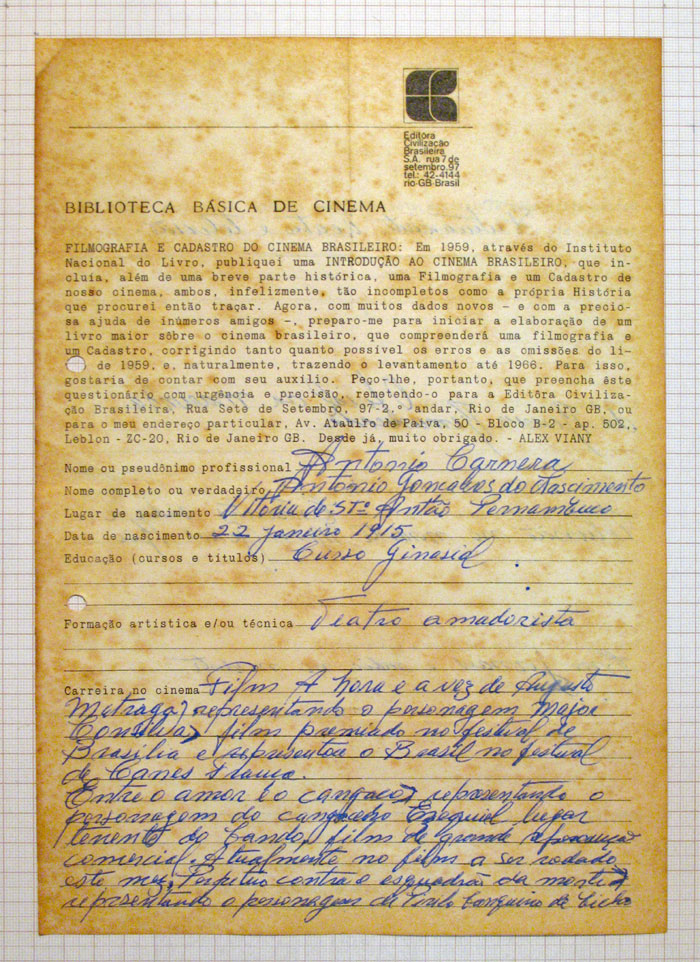 Editora
Civilização
Brasileira
S.A. rua 7 de
setembro, 97
tel.: 42-4144
rio-GB-Brasil
BIBLIOTECA BÁSICA DE CINEMA
FILMOGRAFIA E CADASTRO DO CINEMA BRASILEIRO: Em 1959, através do Instituto
Nacional do Livro, publiquei uma INTRODUÇÃO AO CINEMA BRASILEIRO, que in-
cluia, além de uma breve parte histórica, uma Filmografia e um Cadastro de
nosso cinema, ambos, infelizmente, tão incompletos como a própria História
que procurei então traçar. Agora, com muitos dados novos - e com a precio-
sa ajuda de inúmeros amigos -, preparo-me para iniciar a elaboração de um
livro maior sôbre o cinema brasileiro, que compreenderá uma filmografia e
um Cadastro, corrigindo tanto quanto possível os erros e as omissões do li-
de 1959, e, naturalmente, trazendo o levantamento até 1966. Para isso,
gostaria de contar com seu auxílio. Peço-lhe, portanto, que preencha êste
questionário com urgência e precisão, remetendo-o para a Editôra Civiliza-
ção Brasileira, Rua Sete de Setembro, 97-2.º andar, Rio de Janeiro GB, ou
para o meu endereço particular, Av. Ataulfo de Paiva, 50 - Bloco B-2 - ap. 502,
Leblon - ZC-20, Rio de Janeiro GB. Desde já, muito obrigado. - ALEX VIANY
Nome ou pseudônimo profissional Antonio Carnera
Nome completo ou verdadeiro Antonio Gonçalves do Nascimento
Lugar de nascimento Vitória de Stº Antão Pernambuco
Data de nascimento 22 janeiro 1915
Educação (cursos e títulos) Curso Ginasial
Formação artística e/ou técnica Teatro amadorista
Carreira no cinema Film A hora e a vez de Augusto
Matraga, representando o personagem Major
Consilva, film premiado no festival de
Brasília e representou o Brasil no festival
de Canes França.
Entre o amor e o cangaço, representando o
personagem do cangaceiro Ezequiel lugar
tenente do bando, film de grande
comercial. Atualmente no film a ser rodado
este mez, Perpetuo contra o esquadrão da morte,
representando o personagem de